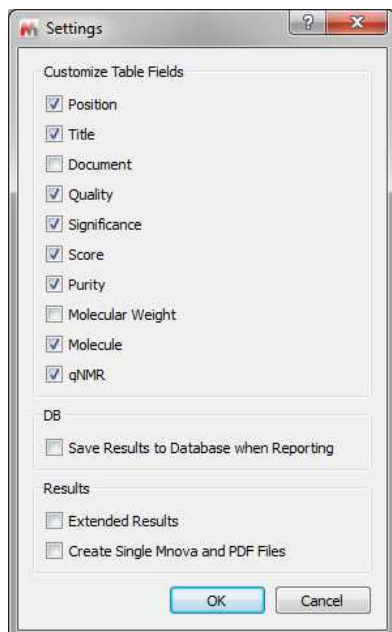 Settings
Customize Table Fields
Position
Title
Document
Quality
Significance
Score
Purity
Molecular Weight
Molecule
qNMR
DB
Save Results to Database when Reporting
Results
Extended Results
Create Single Mnova and PDF Files
OK Cancel